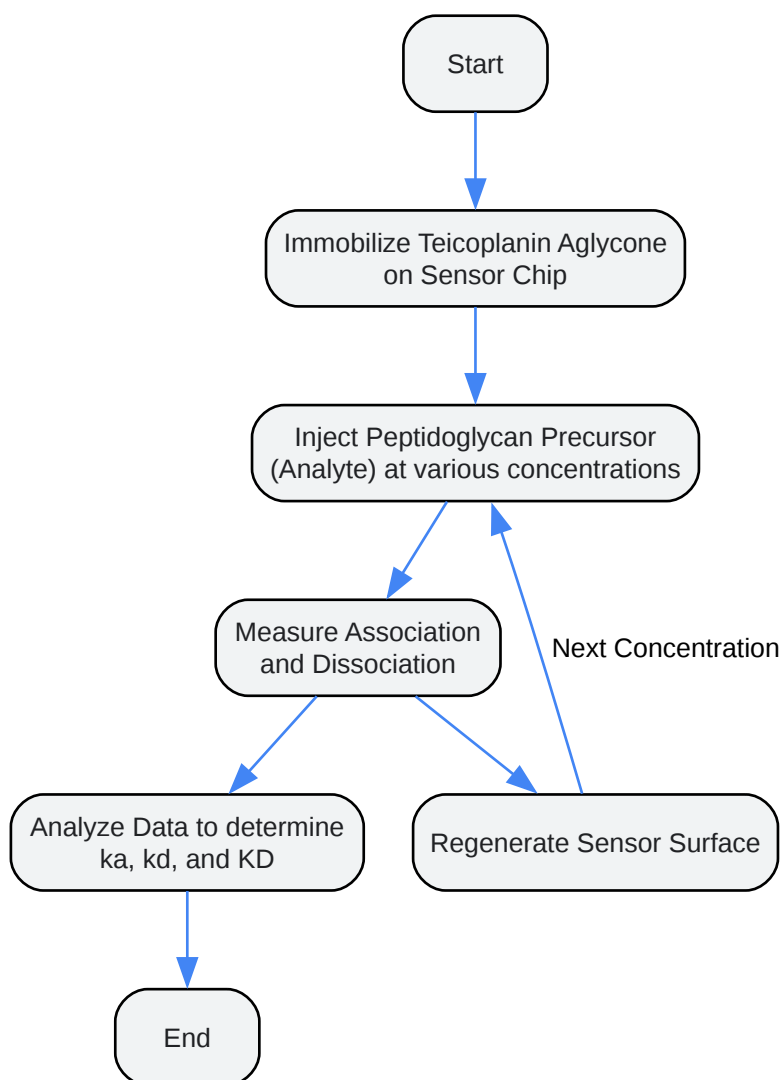 Start
Immobilize Teicoplanin Aglycone
on Sensor Chip
Inject Peptidoglycan Precursor
(Analyte) at various concentrations
Measure Association
and Dissociation
Next Concentration
Analyze Data to determine
ka, kd, and KD
Regenerate Sensor Surface
End